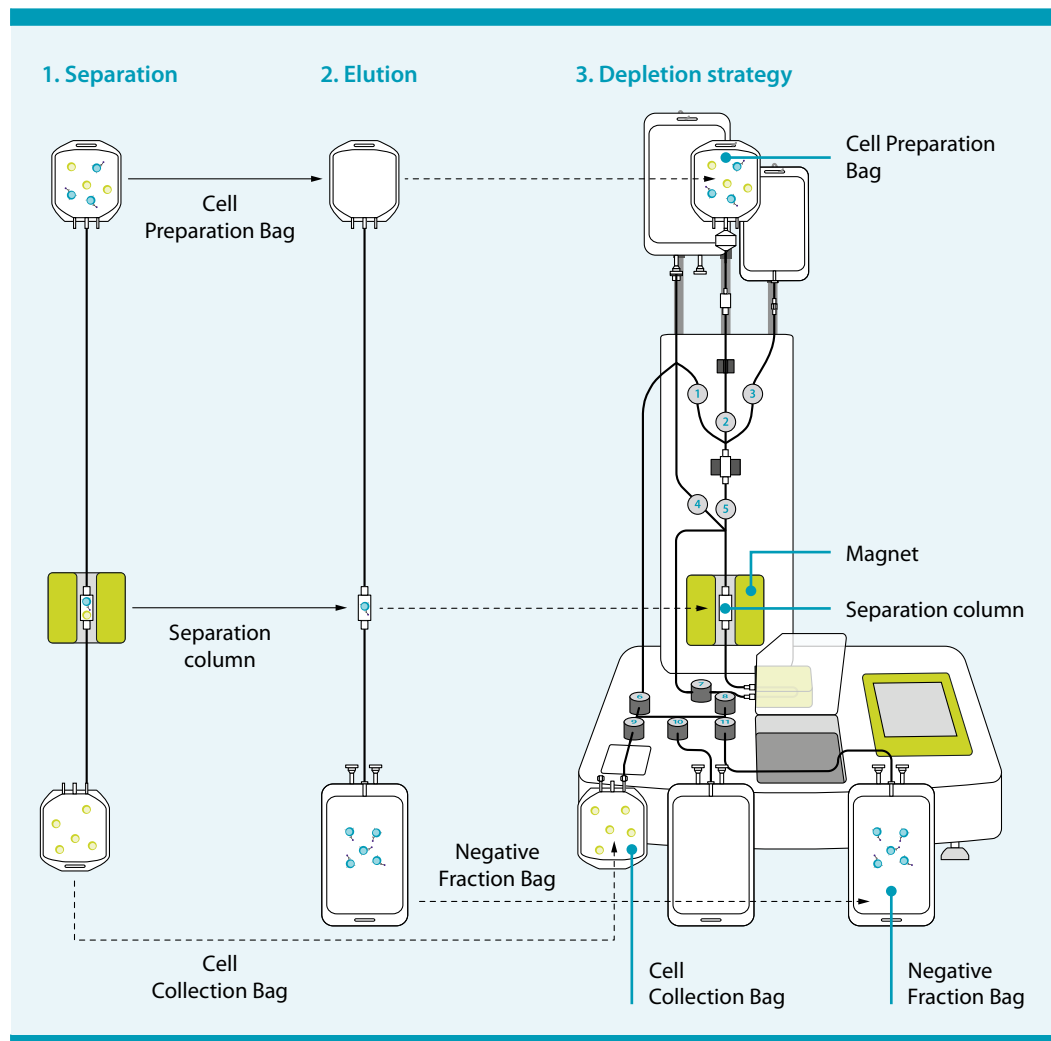 1. Separation
2. Elution
3. Depletion strategy
Cell Preparation
Bag
Cell
Preparation Bag
1
3
2
4
5
Magnet
Separation column
Separation
column
7
6
8
9
10
11
Negative
Fraction Bag
Cell
Collection Bag
Cell
Collection Bag
Negative
Fraction Bag